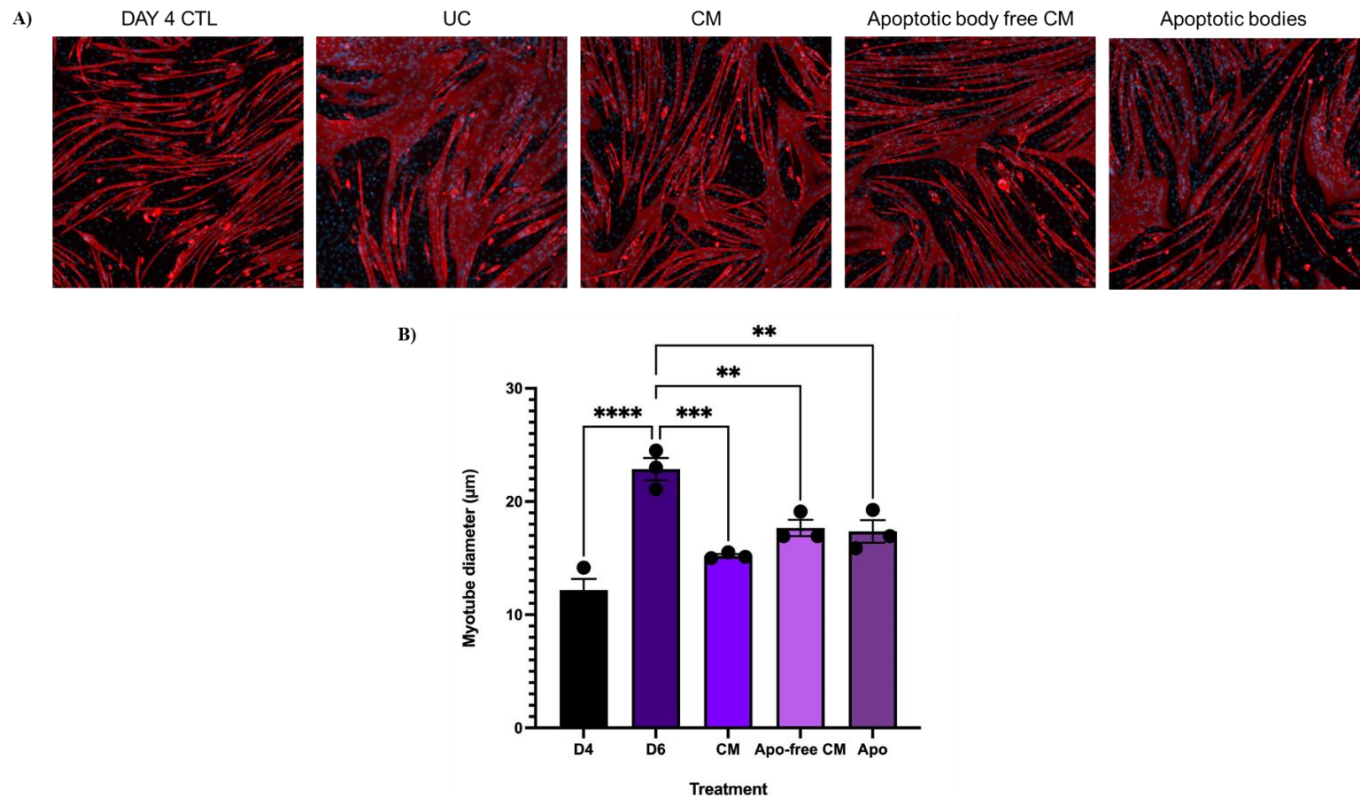 A)
DAY 4 CTL
UC
CM
Apoptotic body free CM
Apoptotic bodies
B)
**
**
****
***
30
20
10
0
Myotube diameter (µm)
D4
D6
CM
Apo-free CM
Apo
Treatment